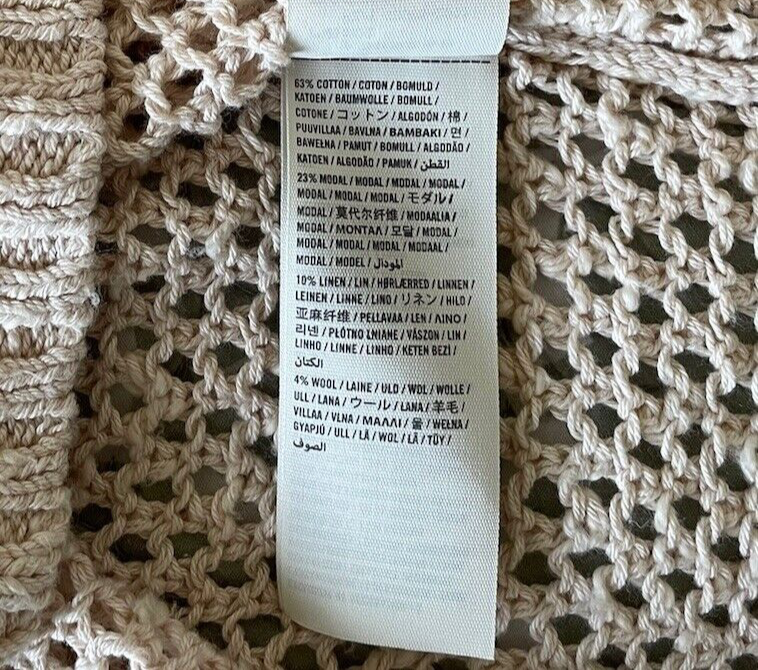 63% COTTON / COTON / BOMULD /
KATOEN / BAUMWOLLE / BOMULL /
COTONE / コットン / ALGODÓN / 棉 /
PUUVILLAA / BAVLNA / BAMBAKI / 면 /
BAWEŁNA / PAMUT / BOMULL / ALGODÃO /
KATOEN / ALGODÃO / PAMUK / القطن
23% MODAL / MODAL / MODAL / MODAL /
MODAL / MODAL / MODAL / モダル /
MODAL / 莫代尔纤维 / MODAALIA /
MODAL / ΜΟΝΤΑΛ / 모달 / MODAL /
MODAL / MODAL / MODAL / MODAAL /
MODAL / MODEL / المودال
10% LINEN / LIN / HØRLÆRRED / LINNEN /
LEINEN / LINNE / LINO / リネン / HILO /
亚麻纤维 / PELLAVAA / LEN / ΛΙΝΟ /
리넨 / PŁÓTNO LNIANE / VÁSZON / LIN /
LINHO / LINNE / LINHO / KETEN BEZİ /
الكتان
4% WOOL / LAINE / ULD / WOL / WOLLE /
ULL / LANA / ウール / LANA / 羊毛 /
VILLAA / VLNA / ΜΑΛΛΙ / 울 / WEŁNA /
GYAPJÚ / ULL / LÃ / WOL / LÃ / TÜY /
الصوف